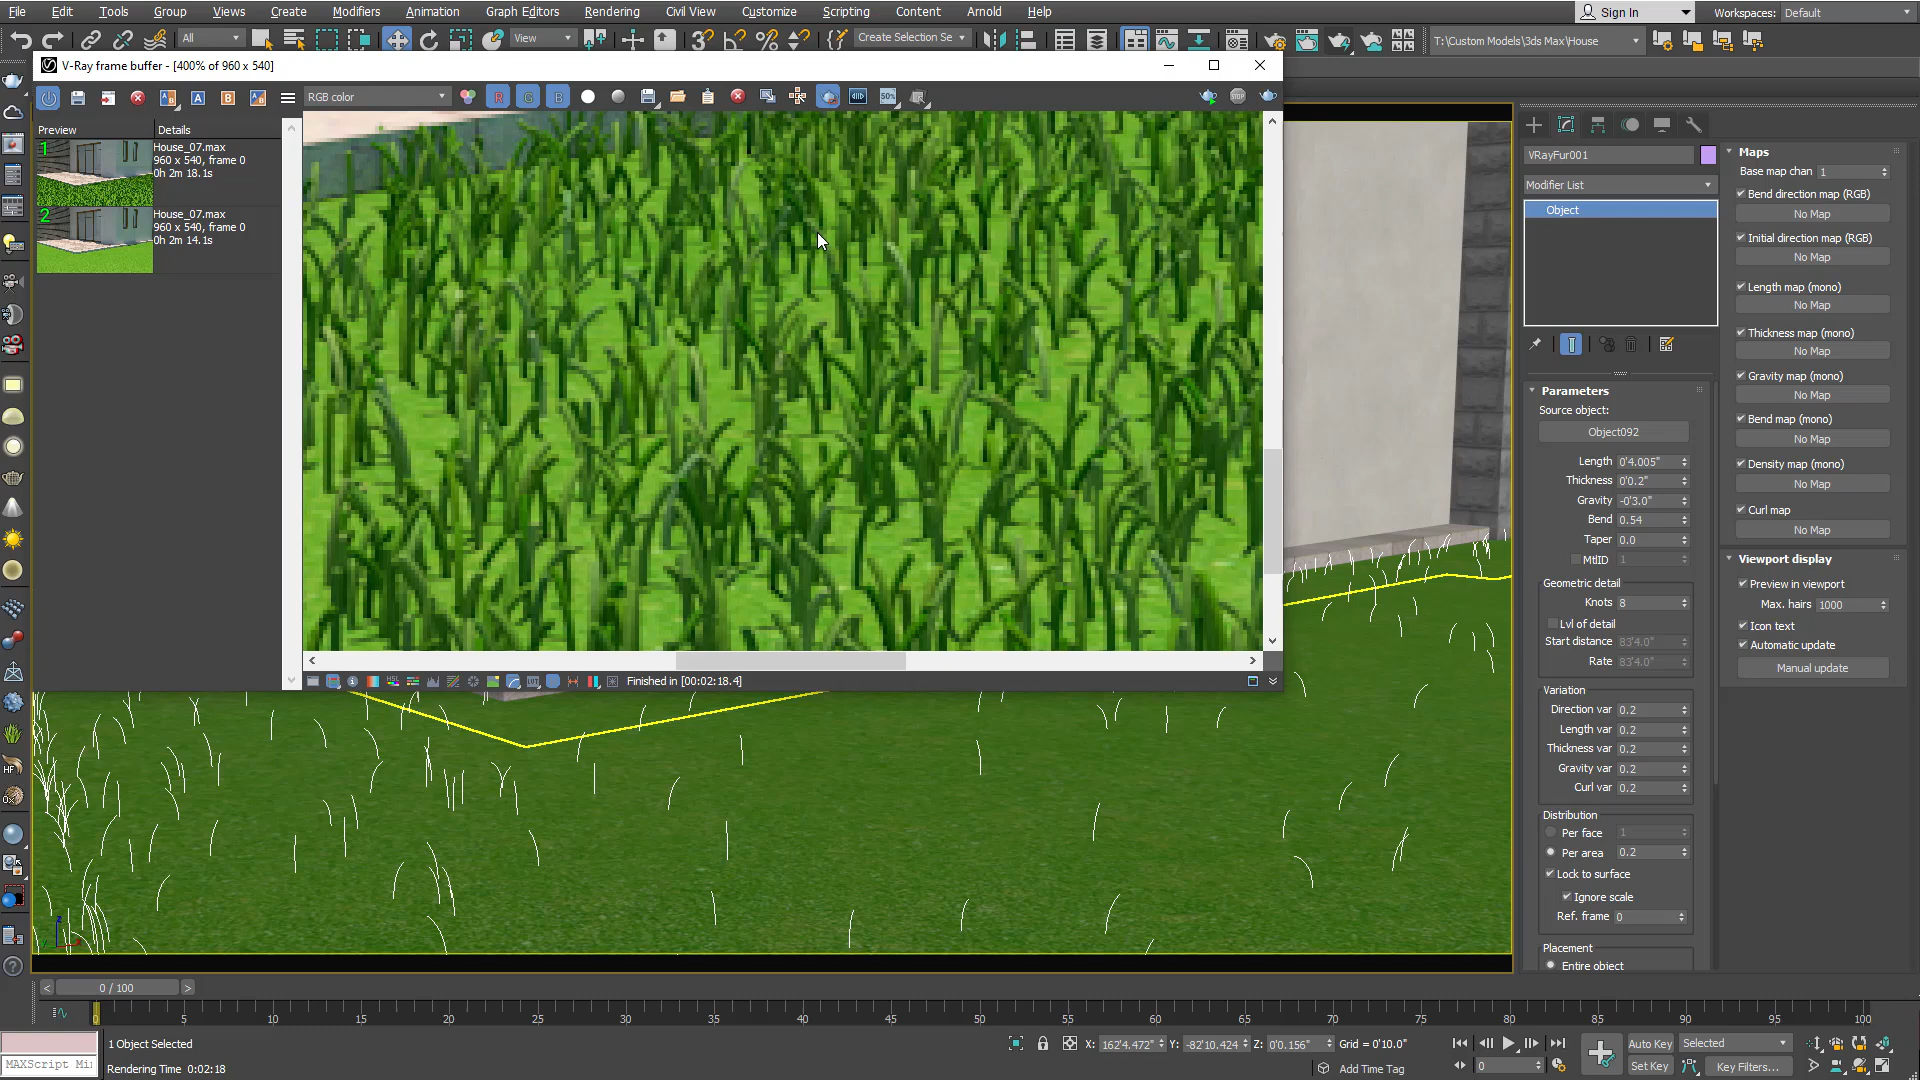 File Edit Tools Group Views Create Modifiers Animation Graph Editors Rendering Civil View Customize Scripting Content Arnold Help Sign In Workspaces: Default
All View Create Selection Se T:\Custom Models\3ds Max\House
V-Ray frame buffer - [400% of 960 x 540]
RGB color R G B 50%
Preview Details
1 House_07.max
960 x 540, frame 0
0h 2m 18.1s
2 House_07.max
960 x 540, frame 0
0h 2m 14.1s
Finished in [00:02:18.4]
VRayFur001
Modifier List
Object
Parameters
Source object:
Object092
Length 0'4.005"
Thickness 0'0.2"
Gravity -0'3.0"
Bend 0.54
Taper 0.0
MtlID 1
Geometric detail
Knots 8
Lvl of detail
Start distance 83'4.0"
Rate 83'4.0"
Variation
Direction var 0.2
Length var 0.2
Thickness var 0.2
Gravity var 0.2
Curl var 0.2
Distribution
Per face 1
Per area 0.2
Lock to surface
Ignore scale
Ref. frame 0
Placement
Entire object
Maps
Base map chan 1
Bend direction map (RGB)
No Map
Initial direction map (RGB)
No Map
Length map (mono)
No Map
Thickness map (mono)
No Map
Gravity map (mono)
No Map
Bend map (mono)
No Map
Density map (mono)
No Map
Curl map
No Map
Viewport display
Preview in viewport
Max. hairs 1000
Icon text
Automatic update
Manual update
< 0 / 100 >
0 5 10 15 20 25 30 35 40 45 50 55 60 65 70 75 80 85 90 95 100
1 Object Selected X: 162'4.472" Y: -82'10.424 Z: 0'0.156" Grid = 0'10.0" Auto Key Selected
MAXScript Mi Rendering Time 0:02:18 Add Time Tag 0 Set Key Key Filters...